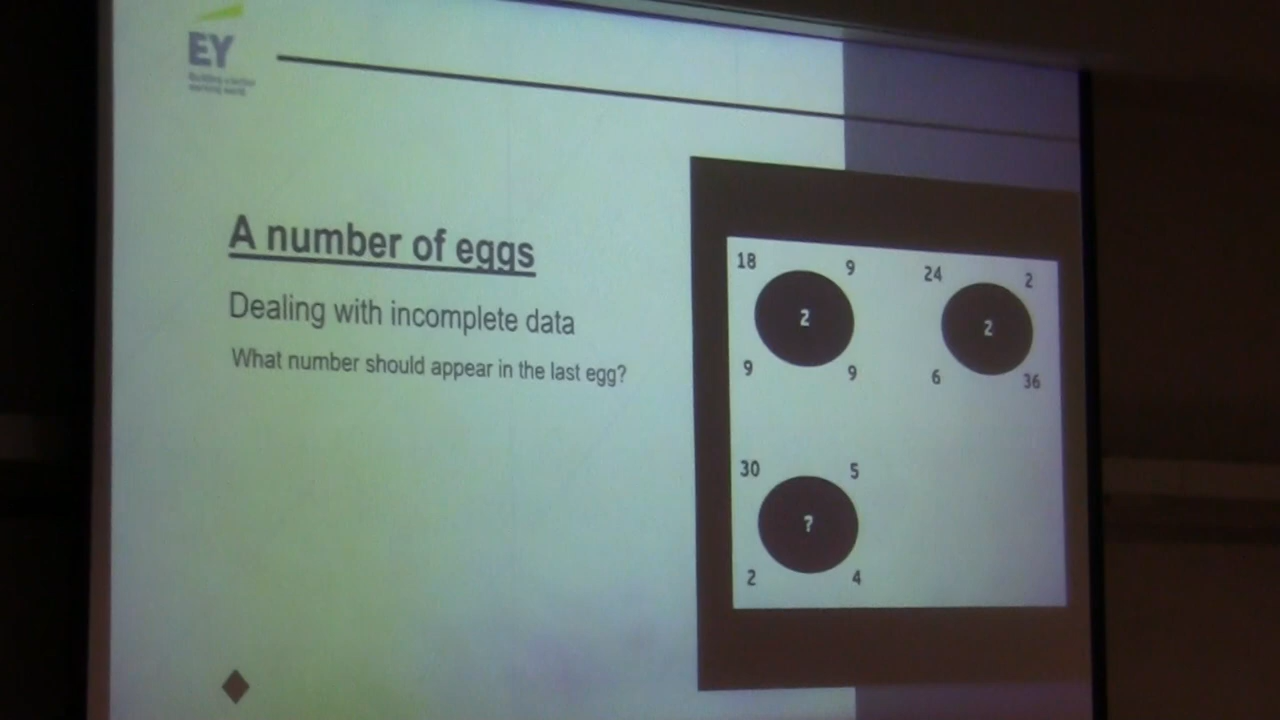 EY
A number of eggs
Dealing with incomplete data
What number should appear in the last egg?
18 9 24 2
2 2
9 9 6 36
30 5
?
2 4